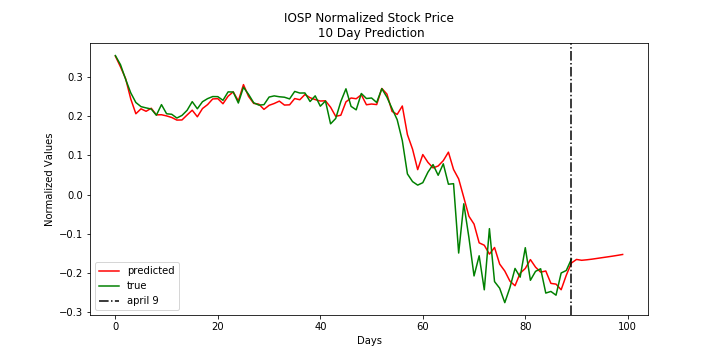 IOSP Normalized Stock Price
10 Day Prediction
Normalized Values
0.3
0.2
0.1
0.0
−0.1
−0.2
−0.3
predicted
true
april 9
0
20
40
60
80
100
Days